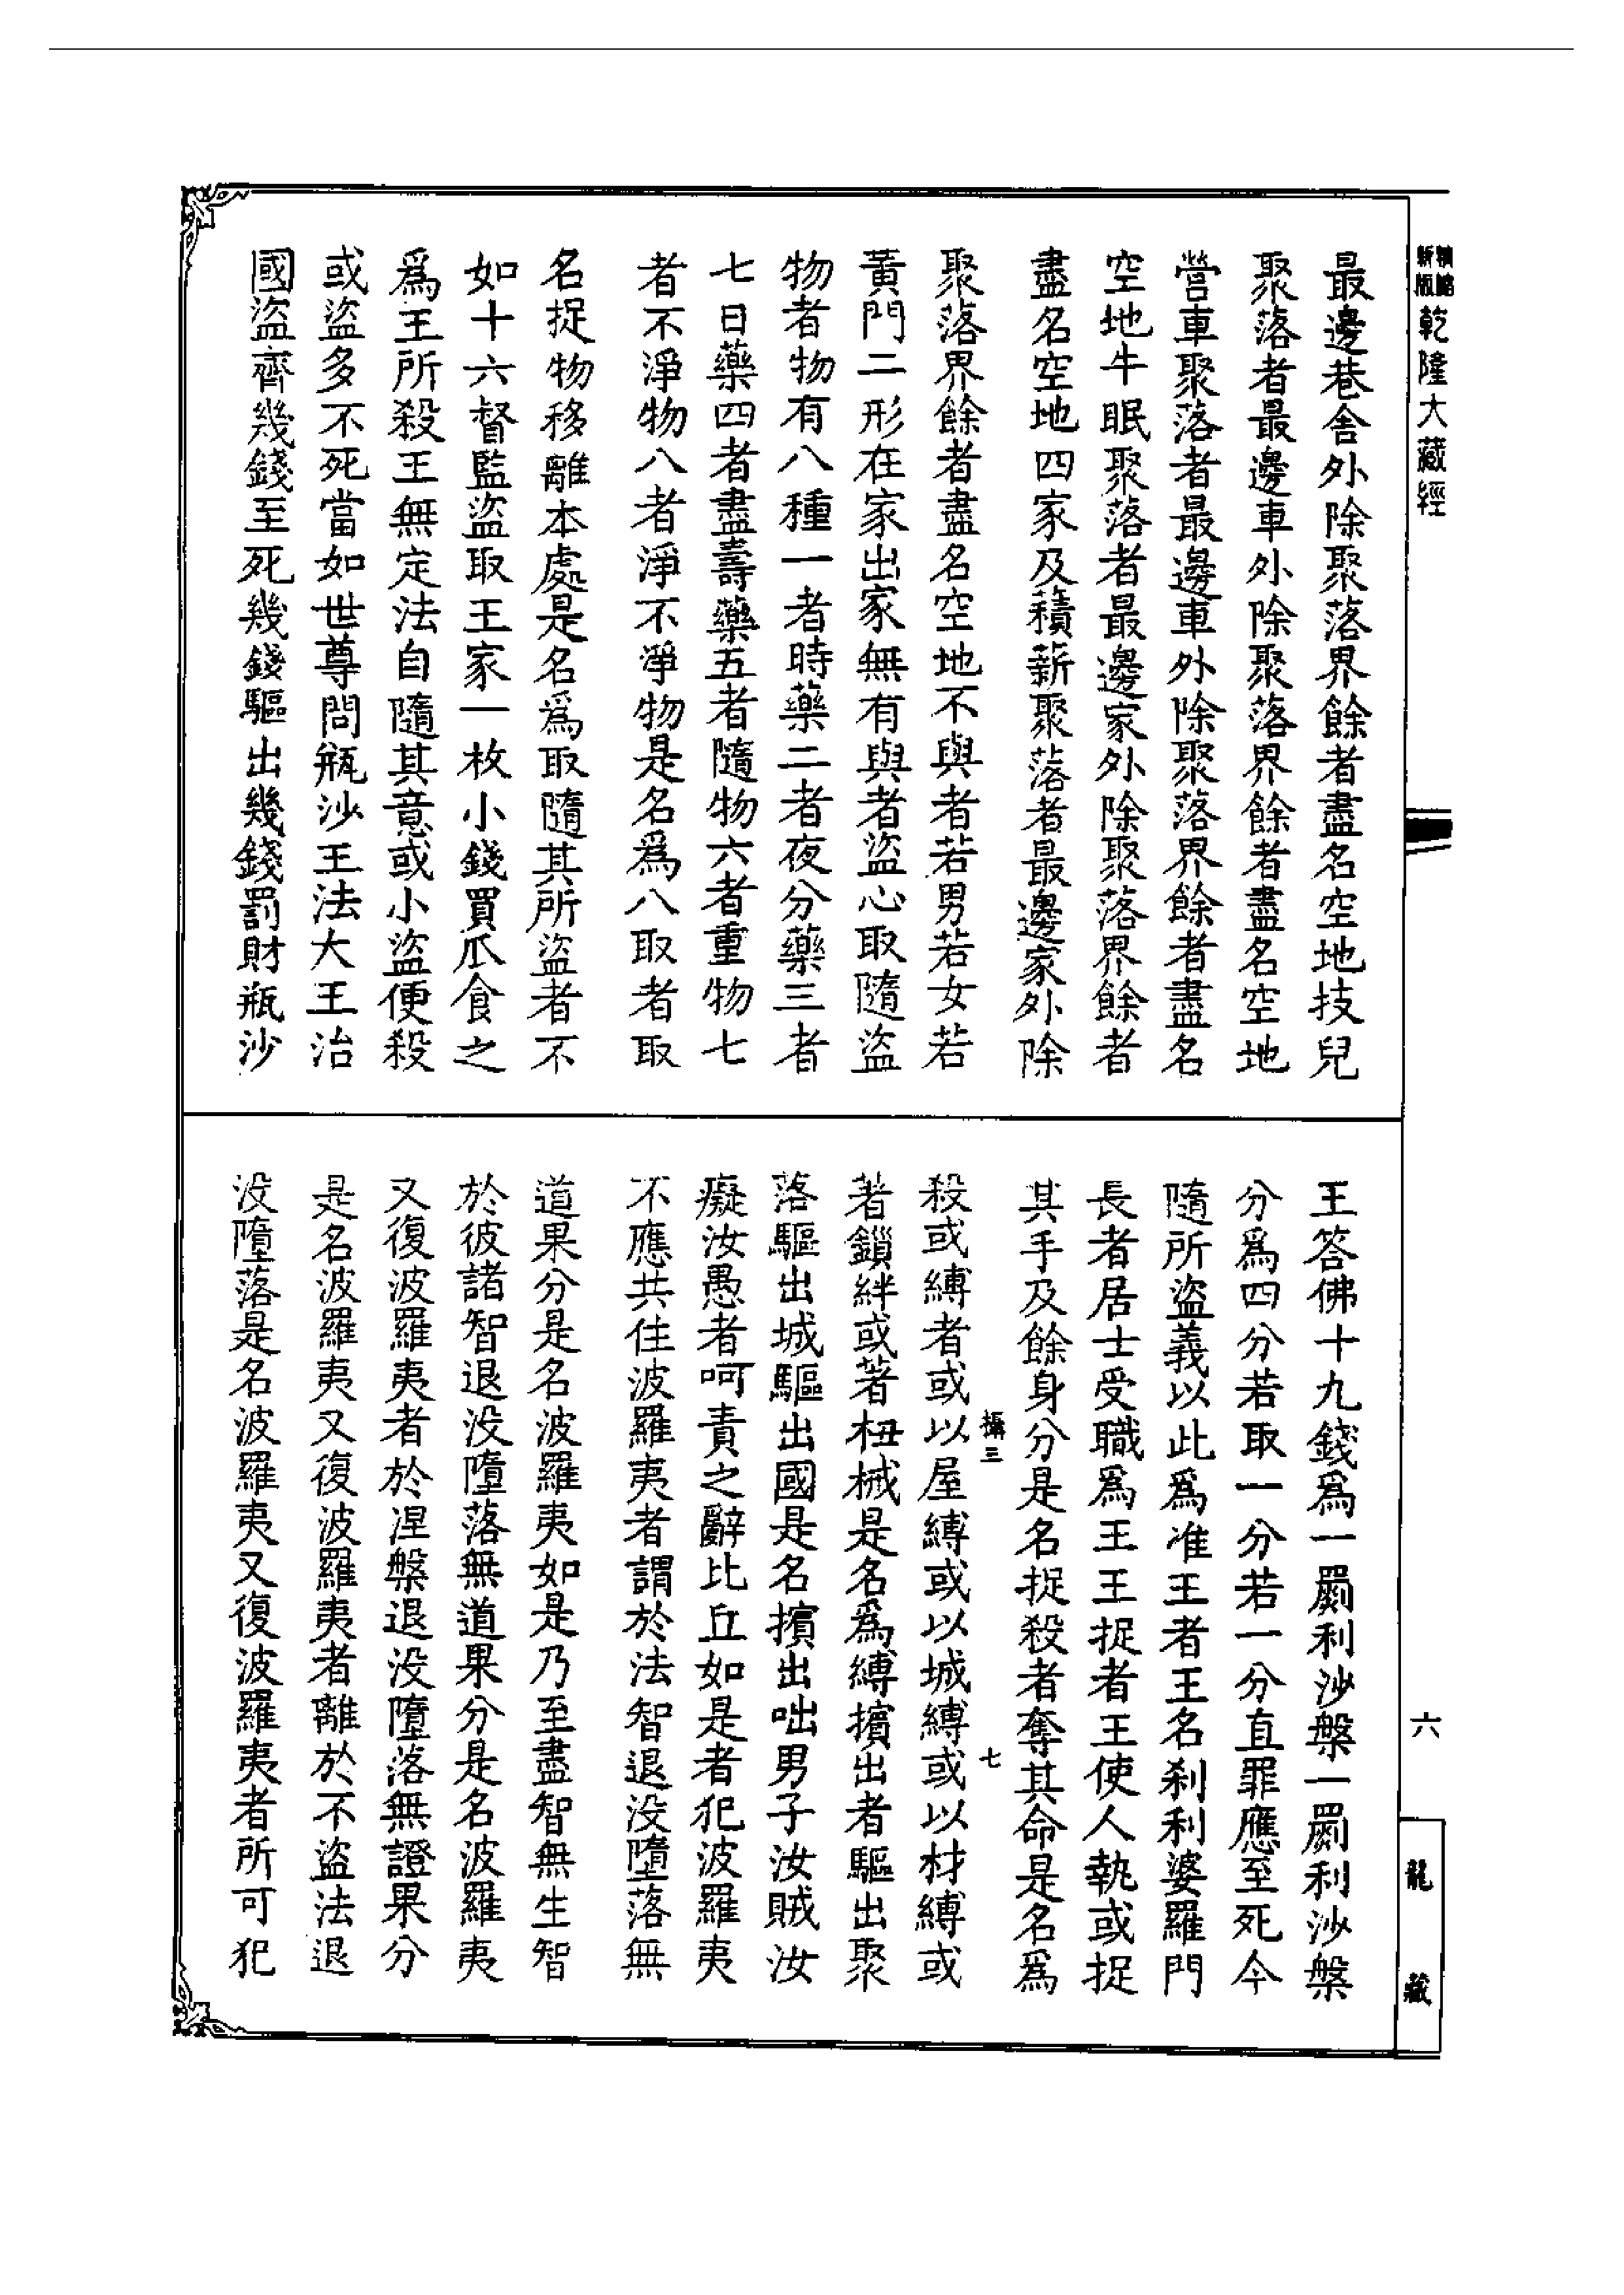 新版
乾隆大藏經
最邊巷舍外除聚落界餘者盡名空地技兒
聚落者最邊車外除聚落界餘者盡名空地
營車聚落者最邊車外除聚落界餘者盡名
空地牛眠聚落者最邊家外除聚落界餘者
盡名空地四家及積薪聚落者最邊家外除
聚落界餘者盡名空地不與者若男若女若
黃門二形在家出家無有與者盜心取隨盜
物者物有八種一者時藥二者夜分藥三者
七日藥四者盡壽藥五者隨物六者重物七
者不淨物八者淨不淨物是名爲八取者取
名捉物移離本處是名爲取隨其所盜者不
如十六督監盜取王家一枚小錢買瓜食之
爲王所殺王無定法自隨其意或小盜便殺
或盜多不死當如世尊問瓶沙王法大王治
國盜齊幾錢至死幾錢驅出幾錢罰財瓶沙
王答佛十九錢爲一罽利沙槃一罽利沙槃
分爲四分若取一分若一分直罪應至死今
隨所盜義以此爲准王者王名刹利婆羅門
長者居士受職爲王王捉者王使人執或捉
其手及餘身分是名捉殺者奪其命是名爲
殺或縛者或以屋縛或以城縛或以材縛或
著鎖絆或著杻械是名爲縛擯出者驅出聚
落驅出城驅出國是名擯出咄男子汝賊汝
癡汝愚者呵責之辭比丘如是者犯波羅夷
不應共住波羅夷者謂於法智退没墮落無
道果分是名波羅夷如是乃至盡智無生智
於彼諸智退没墮落無道果分是名波羅夷
又復波羅夷者於涅槃退没墮落無證果分
是名波羅夷又復波羅夷者離於不盜法退
没墮落是名波羅夷又復波羅夷者所可犯
三 七
六
龍藏